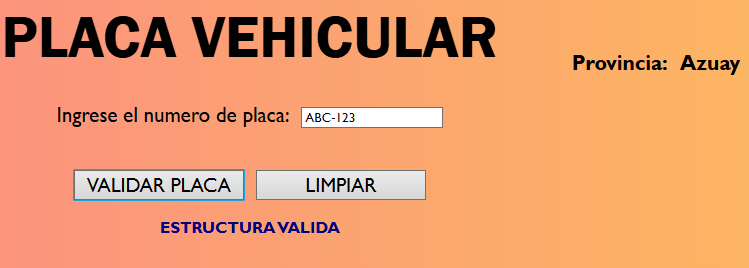 PLACA VEHICULAR
Provincia: Azuay
Ingrese el numero de placa: ABC-123
VALIDAR PLACA LIMPIAR
ESTRUCTURA VALIDA